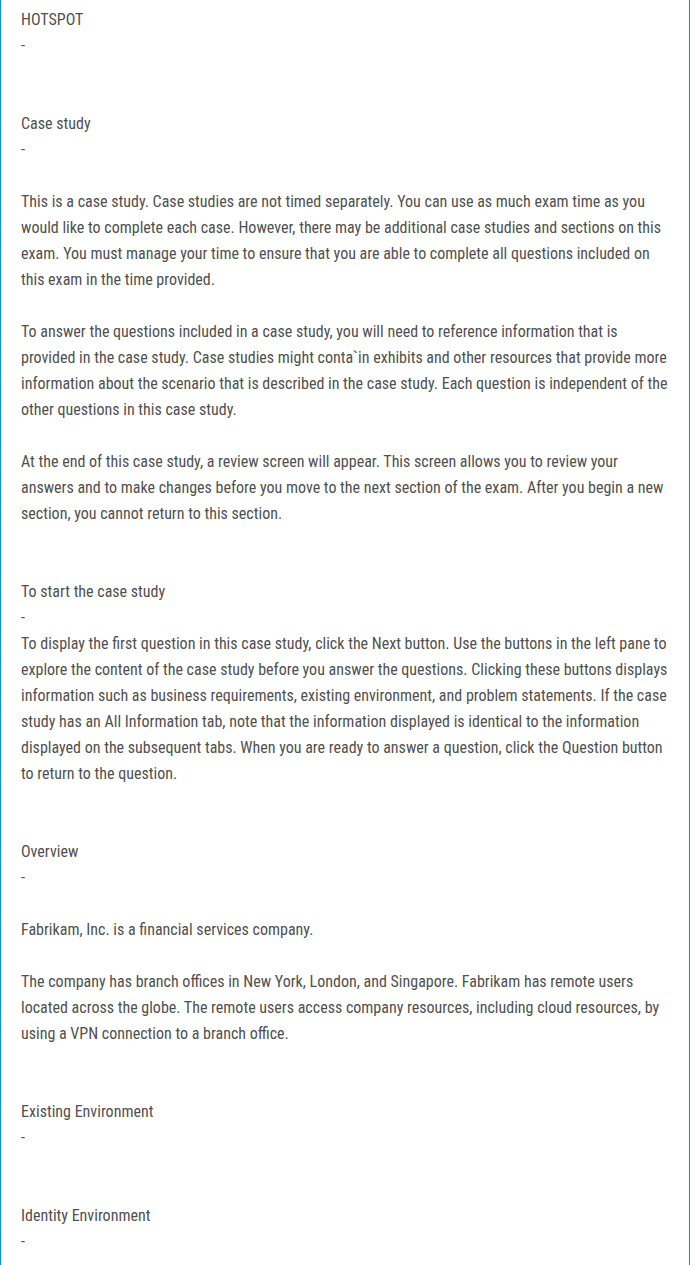 HOTSPOT
-
Case study
-
This is a case study. Case studies are not timed separately. You can use as much exam time as you
would like to complete each case. However, there may be additional case studies and sections on this
exam. You must manage your time to ensure that you are able to complete all questions included on
this exam in the time provided.
To answer the questions included in a case study, you will need to reference information that is
provided in the case study. Case studies might conta`in exhibits and other resources that provide more
information about the scenario that is described in the case study. Each question is independent of the
other questions in this case study.
At the end of this case study, a review screen will appear. This screen allows you to review your
answers and to make changes before you move to the next section of the exam. After you begin a new
section, you cannot return to this section.
To start the case study
-
To display the first question in this case study, click the Next button. Use the buttons in the left pane to
explore the content of the case study before you answer the questions. Clicking these buttons displays
information such as business requirements, existing environment, and problem statements. If the case
study has an All Information tab, note that the information displayed is identical to the information
displayed on the subsequent tabs. When you are ready to answer a question, click the Question button
to return to the question.
Overview
-
Fabrikam, Inc. is a financial services company.
The company has branch offices in New York, London, and Singapore. Fabrikam has remote users
located across the globe. The remote users access company resources, including cloud resources, by
using a VPN connection to a branch office.
Existing Environment
-
Identity Environment
-